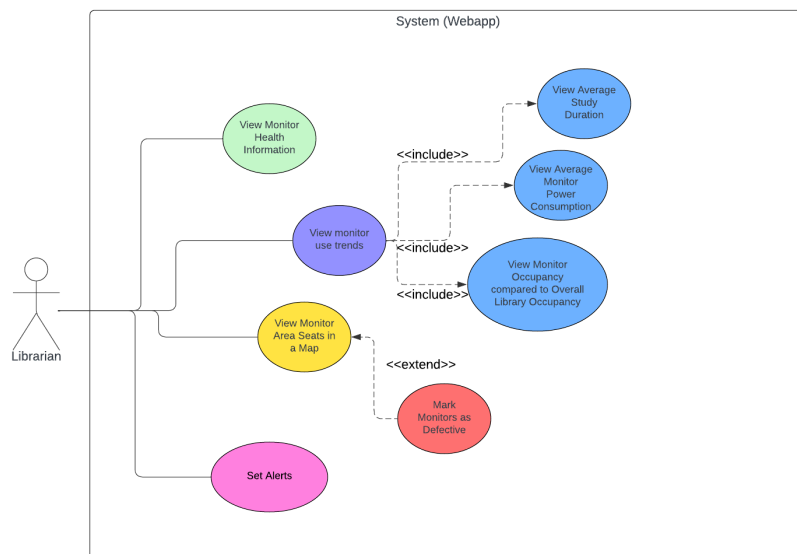 System (Webapp)
View Average
Study
Duration
View Monitor
Health
Information
<<include>>
View Average
Monitor
Power
Consumption
View monitor
use trends
<<include>>
View Monitor
Occupancy
compared to Overall
Library Occupancy
<<include>>
View Monitor
Area Seats in
a Map
Librarian
<<extend>>
Mark
Monitors as
Defective
Set Alerts